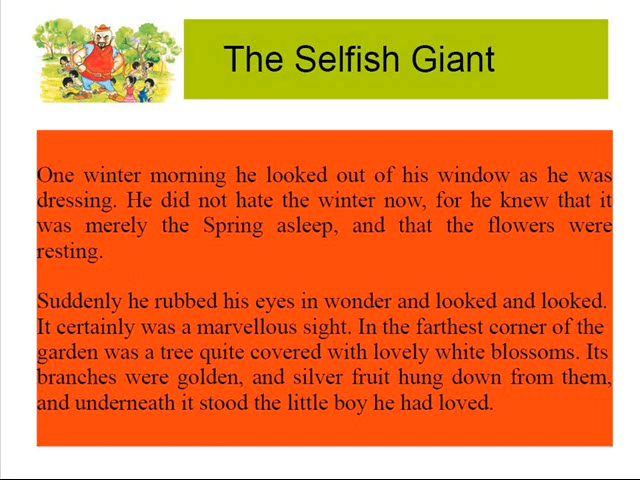 The Selfish Giant
One winter morning he looked out of his window as he was
dressing. He did not hate the winter now, for he knew that it
was merely the Spring asleep, and that the flowers were
resting.
Suddenly he rubbed his eyes in wonder and looked and looked.
It certainly was a marvellous sight. In the farthest corner of the
garden was a tree quite covered with lovely white blossoms. Its
branches were golden, and silver fruit hung down from them,
and underneath it stood the little boy he had loved.